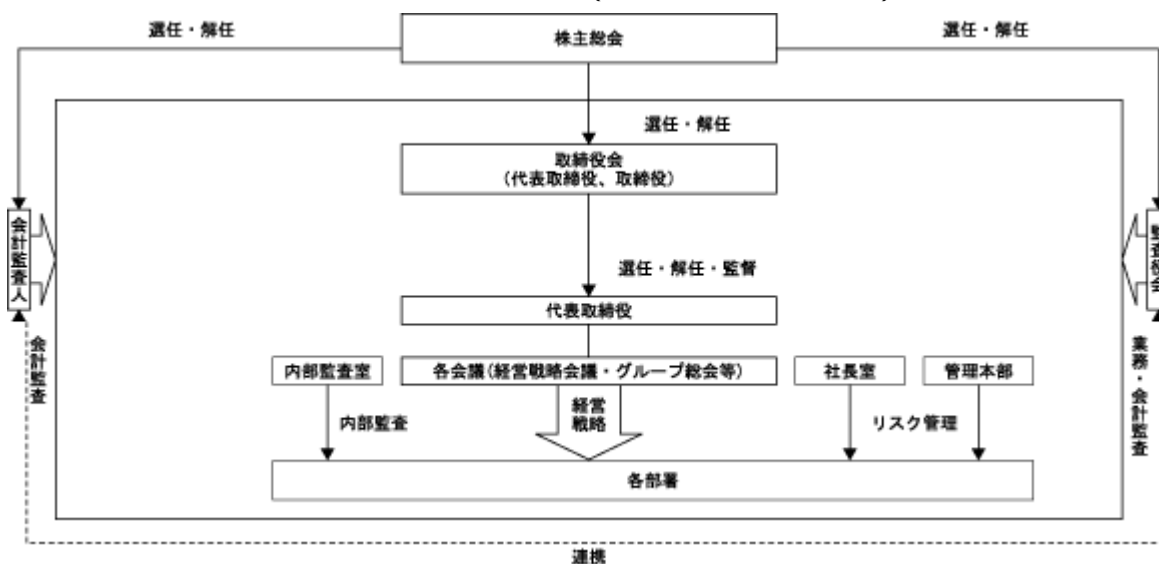 選任・解任
株主総会
選任・解任
選任・解任
取締役会
(代表取締役、取締役)
会計監査人
監査役会
選任・解任・監督
代表取締役
会計監査
業務・会計監査
内部監査室
各会議(経営戦略会議・グループ総会等)
社長室
管理本部
内部監査
経営
戦略
リスク管理
各部署
連携